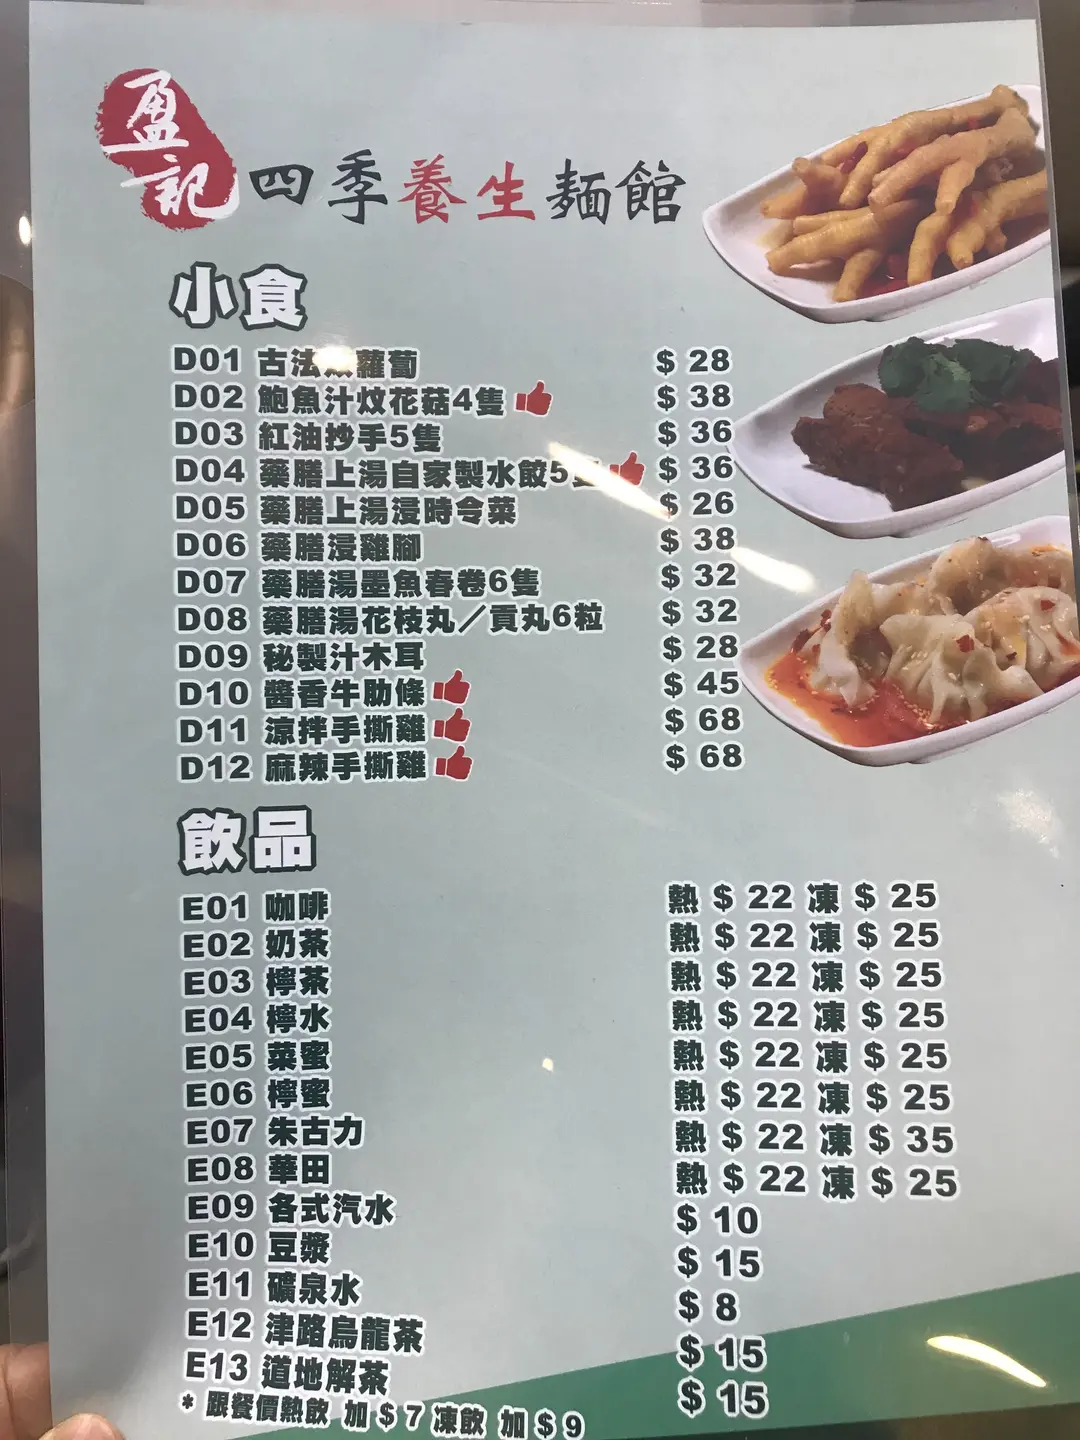 盈記
四季養生麵館
小食
D01 古法 蘿蔔 $ 28
D02 鮑魚汁炆花菇4隻 $ 38
D03 紅油抄手5隻 $ 36
D04 藥膳上湯自家製水餃5隻 $ 36
D05 藥膳上湯浸時令菜 $ 26
D06 藥膳浸雞腳 $ 38
D07 藥膳湯墨魚春卷6隻 $ 32
D08 藥膳湯花枝丸／貢丸6粒 $ 32
D09 秘製汁木耳 $ 28
D10 醬香牛肋條 $ 45
D11 涼拌手撕雞 $ 68
D12 麻辣手撕雞 $ 68
飲品
E01 咖啡 熱 $ 22 凍 $ 25
E02 奶茶 熱 $ 22 凍 $ 25
E03 檸茶 熱 $ 22 凍 $ 25
E04 檸水 熱 $ 22 凍 $ 25
E05 菜蜜 熱 $ 22 凍 $ 25
E06 檸蜜 熱 $ 22 凍 $ 25
E07 朱古力 熱 $ 22 凍 $ 35
E08 華田 熱 $ 22 凍 $ 25
E09 各式汽水 $ 10
E10 豆漿 $ 15
E11 礦泉水 $ 8
E12 津路烏龍茶 $ 15
E13 道地解茶 $ 15
* 跟餐價熱飲 加 $ 7 凍飲 加 $ 9